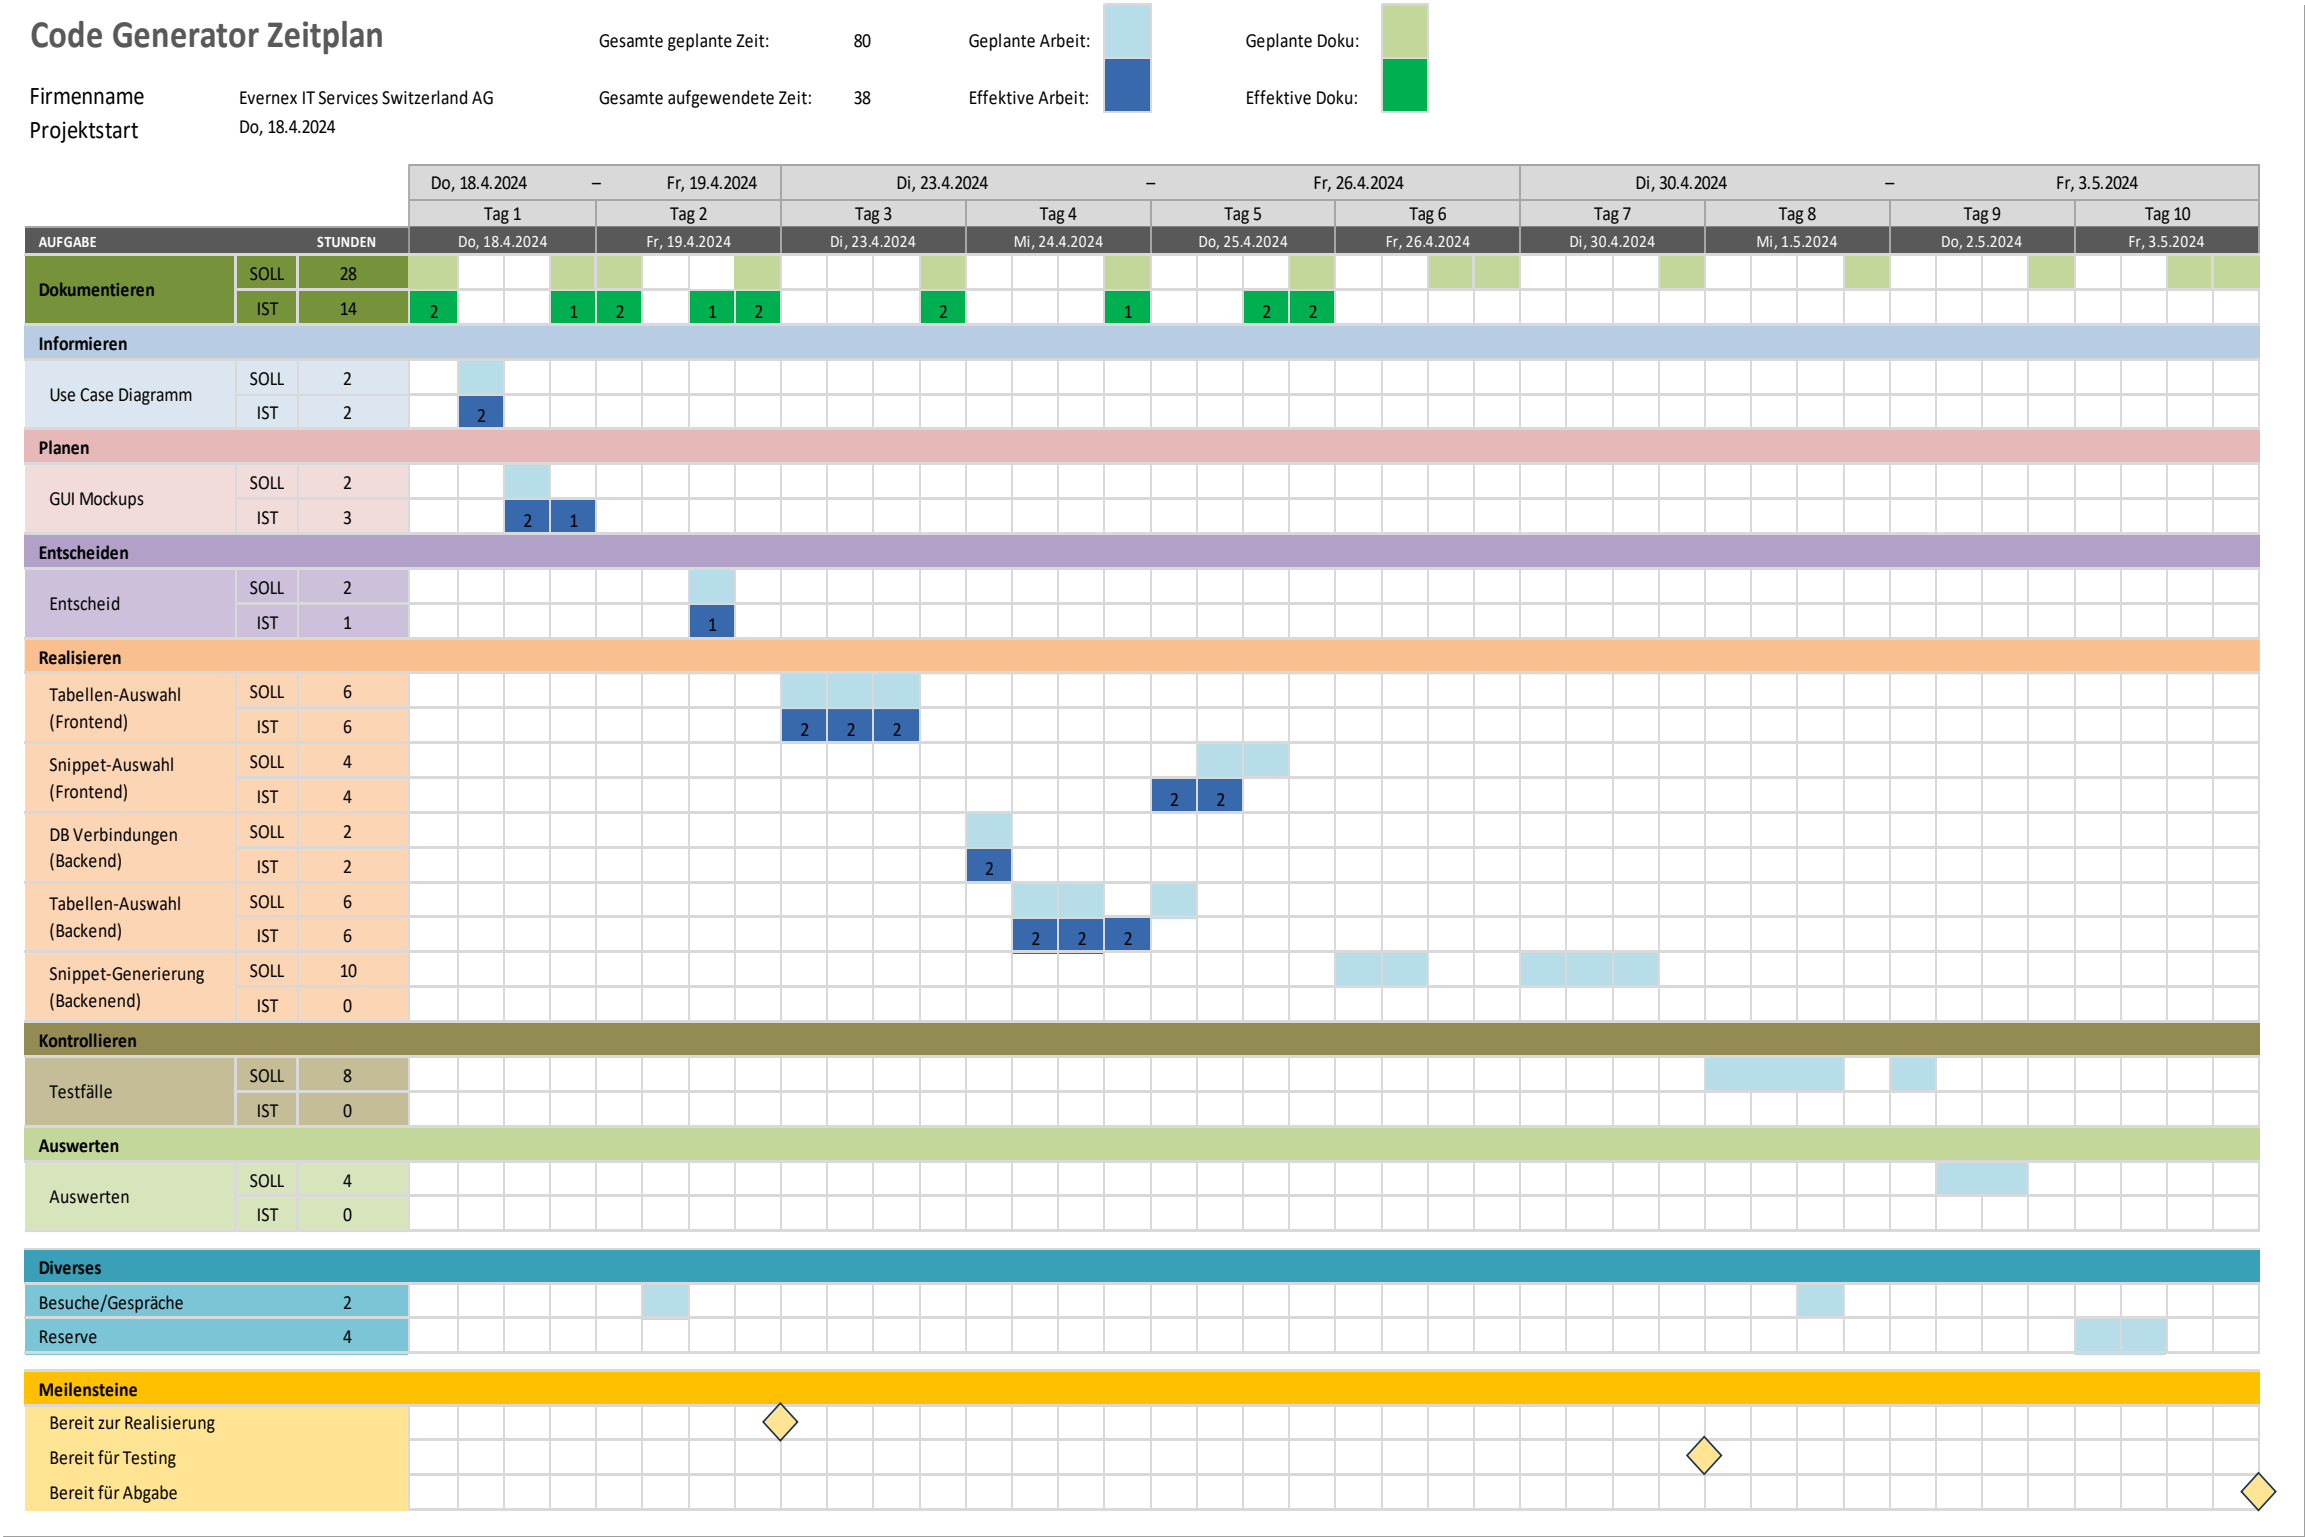 Code Generator Zeitplan
Gesamte geplante Zeit: 80 Geplante Arbeit: Geplante Doku:
Firmenname Evernex IT Services Switzerland AG Gesamte aufgewendete Zeit: 38 Effektive Arbeit: Effektive Doku:
Projektstart Do, 18.4.2024
Do, 18.4.2024 – Fr, 19.4.2024 Di, 23.4.2024 – Fr, 26.4.2024 Di, 30.4.2024 – Fr, 3.5.2024
Tag 1 Tag 2 Tag 3 Tag 4 Tag 5 Tag 6 Tag 7 Tag 8 Tag 9 Tag 10
AUFGABE STUNDEN Do, 18.4.2024 Fr, 19.4.2024 Di, 23.4.2024 Mi, 24.4.2024 Do, 25.4.2024 Fr, 26.4.2024 Di, 30.4.2024 Mi, 1.5.2024 Do, 2.5.2024 Fr, 3.5.2024
Dokumentieren
SOLL 28
IST 14 2 1 2 1 2 2 1 2 2
Informieren
Use Case Diagramm
SOLL 2
IST 2 2
Planen
GUI Mockups
SOLL 2
IST 3 2 1
Entscheiden
Entscheid
SOLL 2
IST 1 1
Realisieren
Tabellen-Auswahl
(Frontend)
SOLL 6
IST 6 2 2 2
Snippet-Auswahl
(Frontend)
SOLL 4
IST 4 2 2
DB Verbindungen
(Backend)
SOLL 2
IST 2 2
Tabellen-Auswahl
(Backend)
SOLL 6
IST 6 2 2 2
Snippet-Generierung
(Backenend)
SOLL 10
IST 0
Kontrollieren
Testfälle
SOLL 8
IST 0
Auswerten
Auswerten
SOLL 4
IST 0
Diverses
Besuche/Gespräche 2
Reserve 4
Meilensteine
Bereit zur Realisierung
Bereit für Testing
Bereit für Abgabe